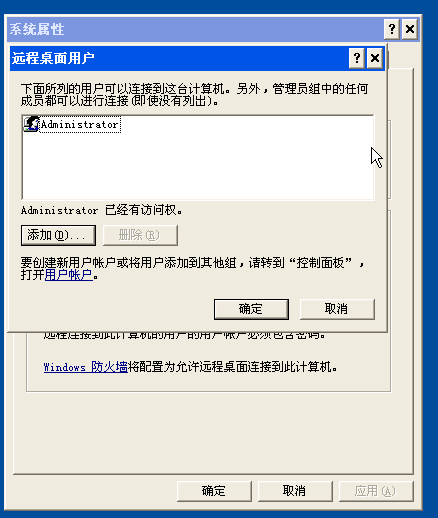 系统属性
远程桌面用户
下面所列的用户可以连接到这台计算机。另外，管理员组中的任何
成员都可以进行连接(即使没有列出)。
Administrator
Administrator 已经有访问权。
添加(D)... 删除(R)
要创建新用户帐户或将用户添加到其他组，请转到“控制面板”，
打开用户帐户。
确定 取消
远程连接到此计算机的用户的用户帐户必须包含密码。
Windows 防火墙将配置为允许远程桌面连接到此计算机。
确定 取消 应用(A)